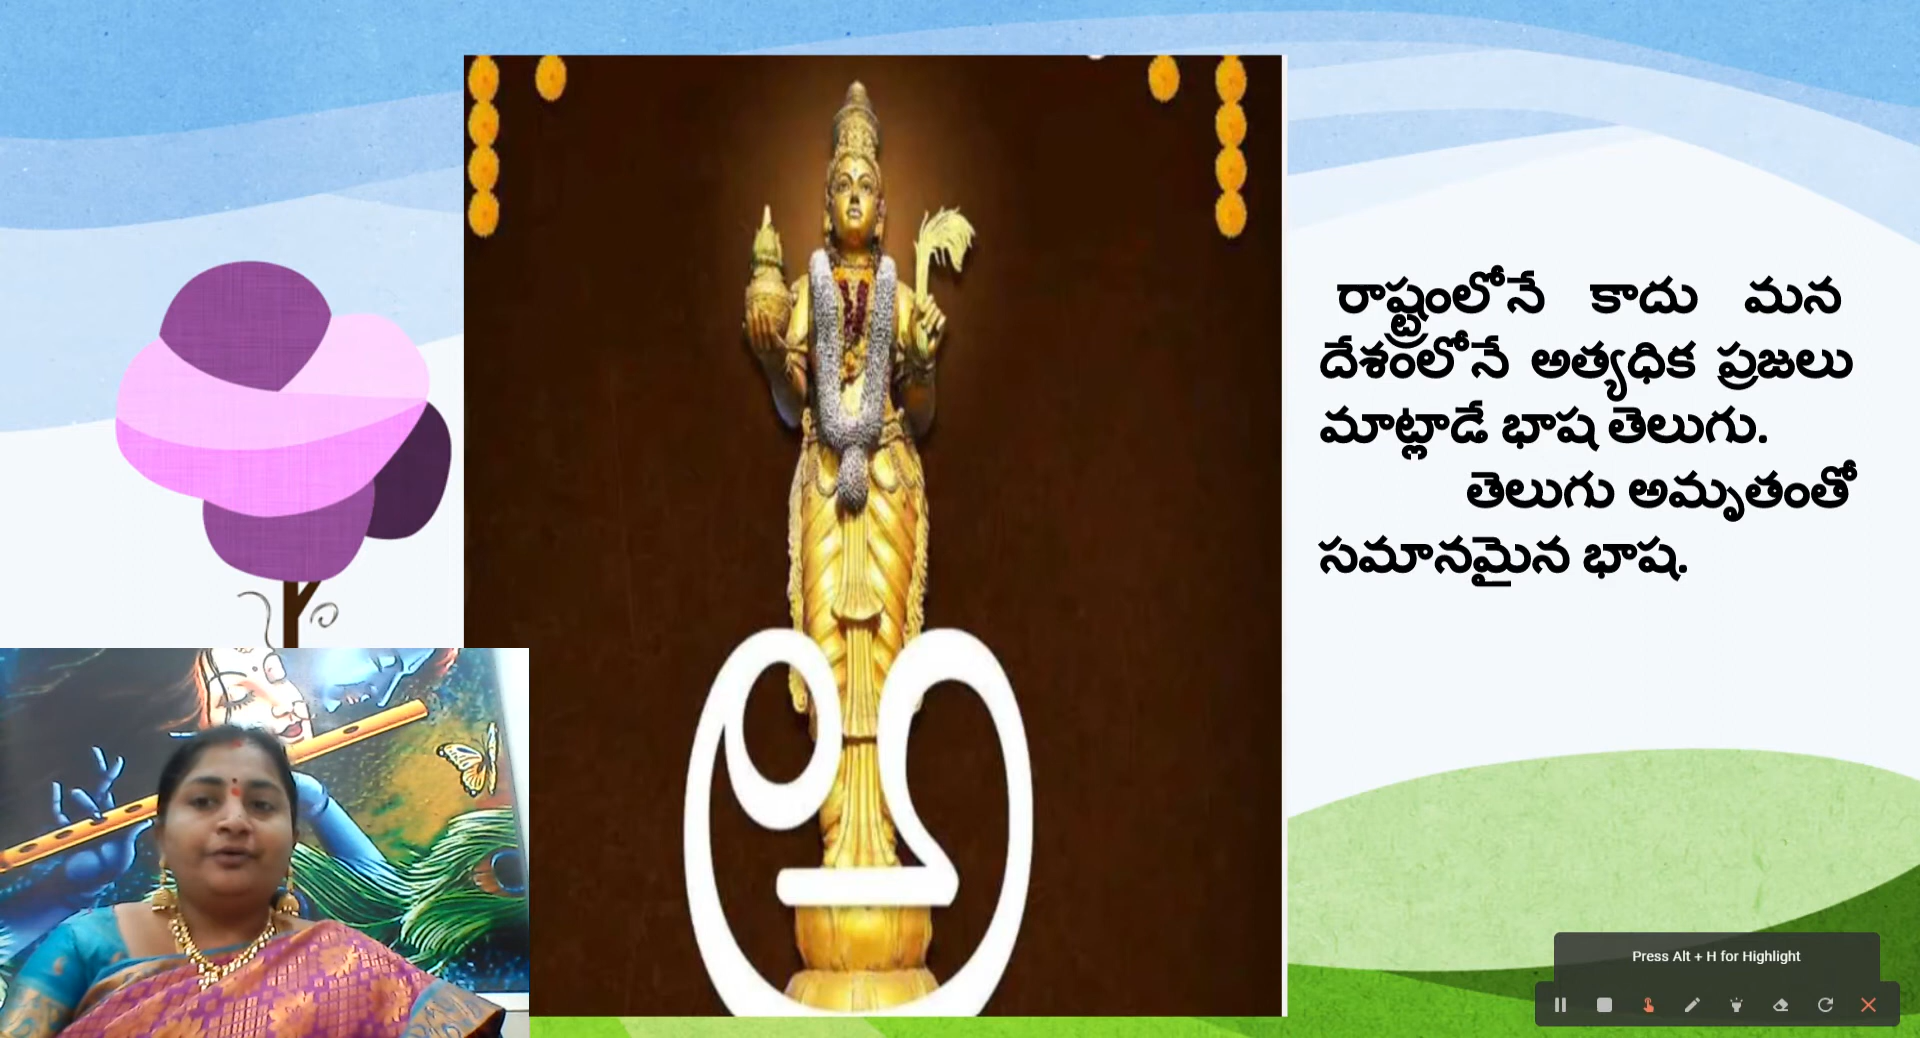 రాష్ట్రంలోనే కాదు మన
దేశంలోనే అత్యధిక ప్రజలు
మాట్లాడే భాష తెలుగు.
తెలుగు అమృతంతో
సమానమైన భాష.
అ
Press Alt + H for Highlight